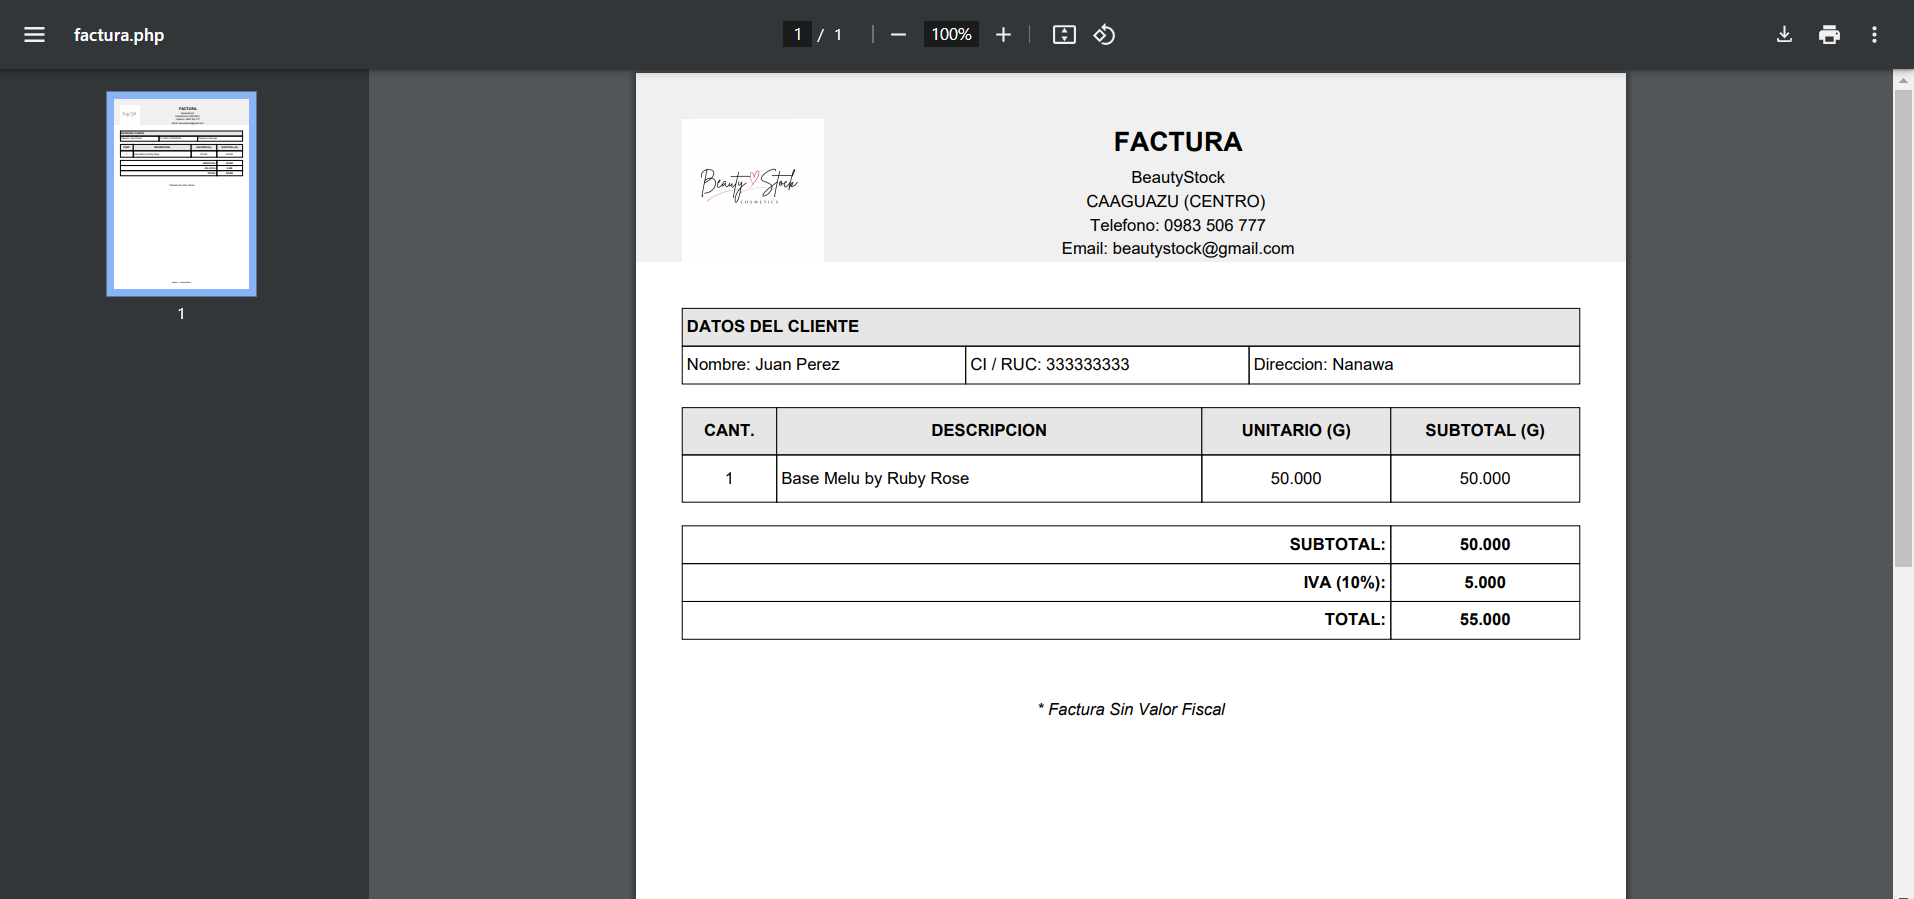 factura.php
1 / 1
100%
1
FACTURA
BeautyStock
CAAGUAZU (CENTRO)
Telefono: 0983 506 777
Email: beautystock@gmail.com
Beauty Stock
COSMETICS
DATOS DEL CLIENTE
Nombre: Juan Perez CI / RUC: 333333333 Direccion: Nanawa
CANT. DESCRIPCION UNITARIO (G) SUBTOTAL (G)
1 Base Melu by Ruby Rose 50.000 50.000
SUBTOTAL: 50.000
IVA (10%): 5.000
TOTAL: 55.000
* Factura Sin Valor Fiscal